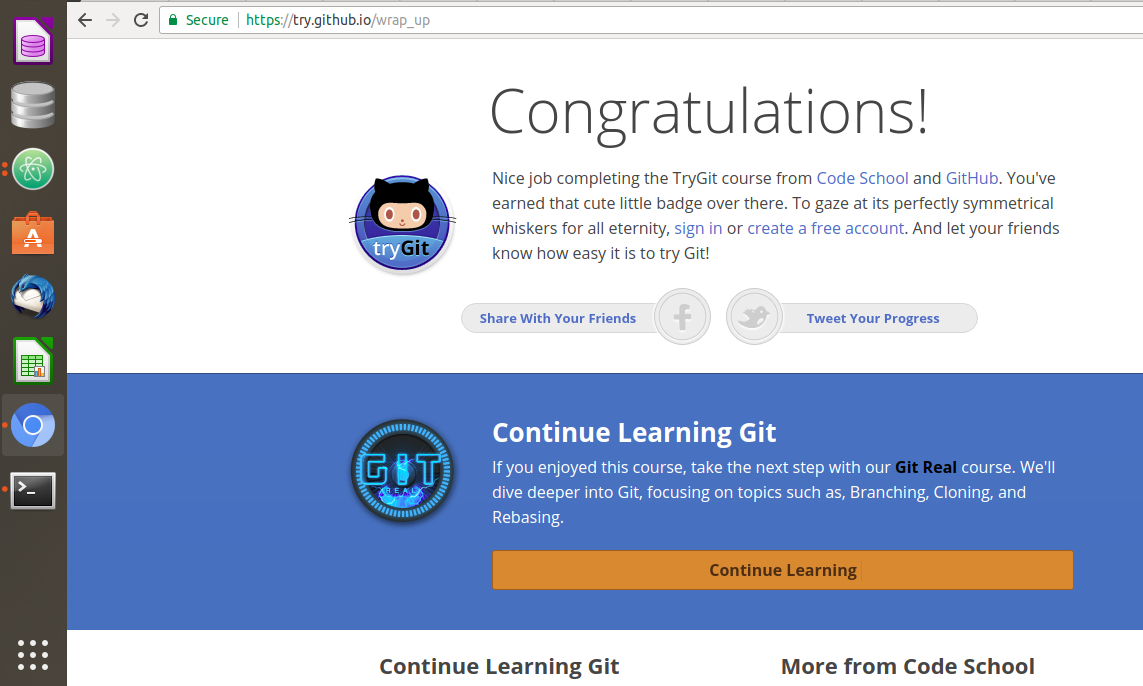 Secure https://try.github.io/wrap_up
Congratulations!
Nice job completing the TryGit course from Code School and GitHub. You've
earned that cute little badge over there. To gaze at its perfectly symmetrical
whiskers for all eternity, sign in or create a free account. And let your friends
know how easy it is to try Git!
tryGit
Share With Your Friends
Tweet Your Progress
Continue Learning Git
If you enjoyed this course, take the next step with our Git Real course. We'll
dive deeper into Git, focusing on topics such as, Branching, Cloning, and
Rebasing.
GIT
REAL
Continue Learning
Continue Learning Git
More from Code School